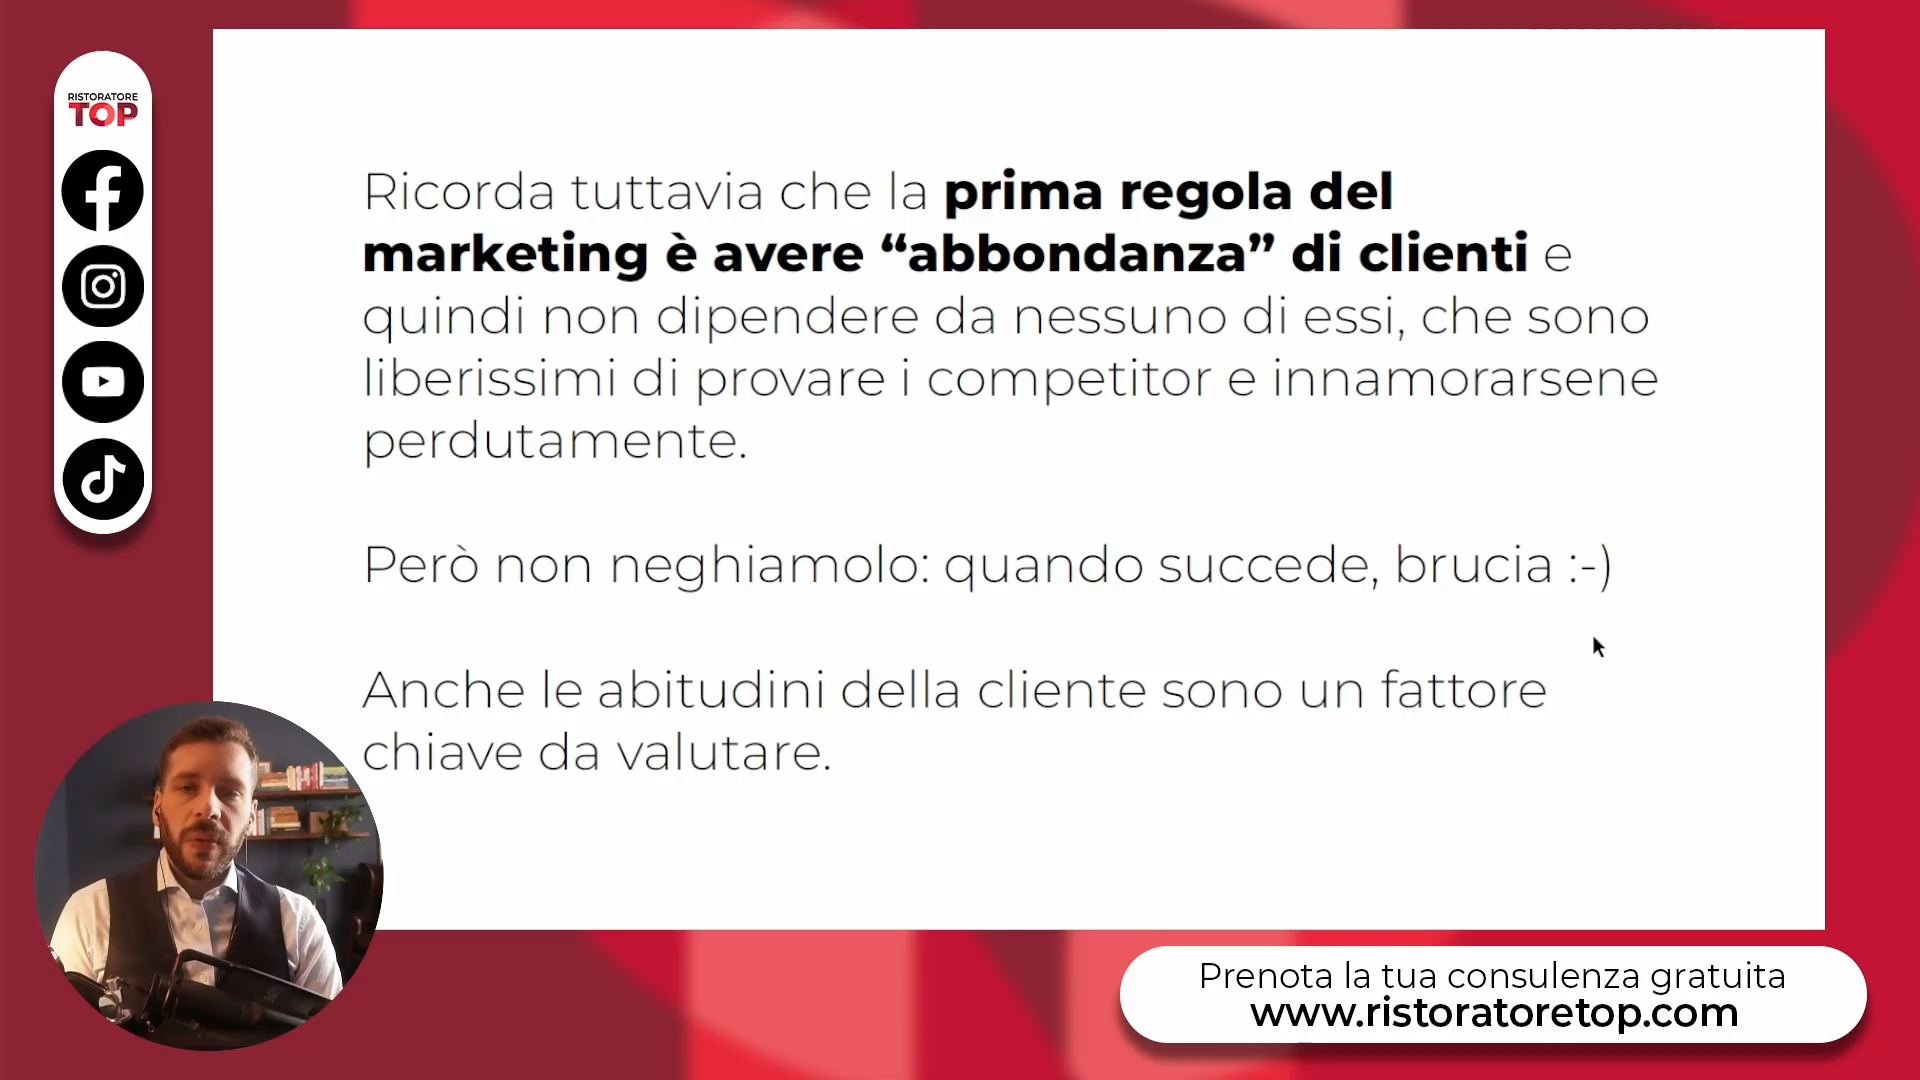 RISTORATORE
TOP
Ricorda tuttavia che la prima regola del
marketing è avere “abbondanza” di clienti e
quindi non dipendere da nessuno di essi, che sono
liberissimi di provare i competitor e innamorarsene
perdutamente.
Però non neghiamolo: quando succede, brucia :-)
Anche le abitudini della cliente sono un fattore
chiave da valutare.
Prenota la tua consulenza gratuita
www.ristoratoretop.com